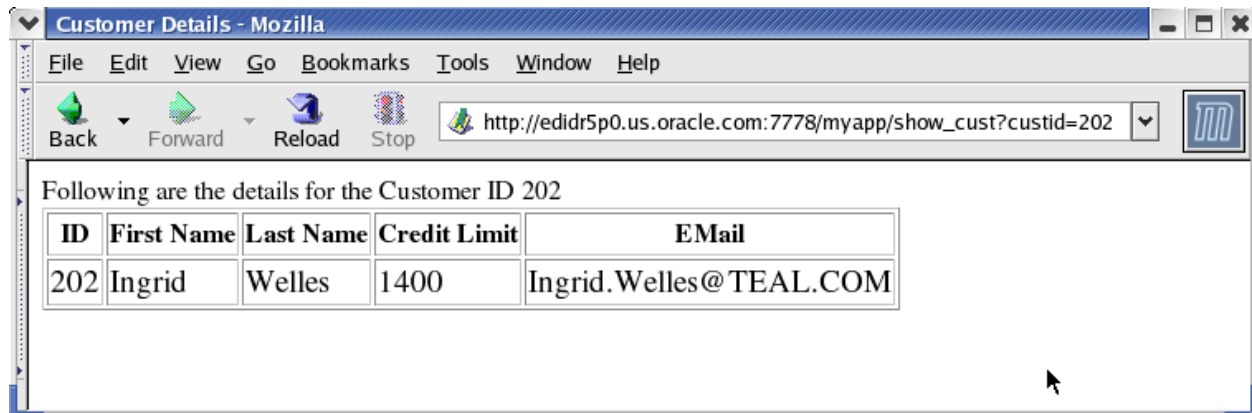 Customer Details - Mozilla
File Edit View Go Bookmarks Tools Window Help
Back Forward Reload Stop http://edidr5p0.us.oracle.com:7778/myapp/show_cust?custid=202
Following are the details for the Customer ID 202
ID First Name Last Name Credit Limit EMail
202 Ingrid Welles 1400 Ingrid.Welles@TEAL.COM